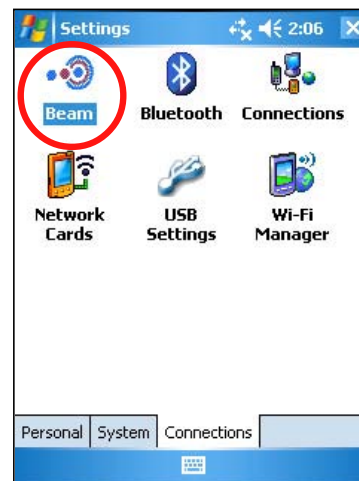 Settings 2:06
Beam Bluetooth Connections
Network Cards USB Settings Wi-Fi Manager
Personal System Connections